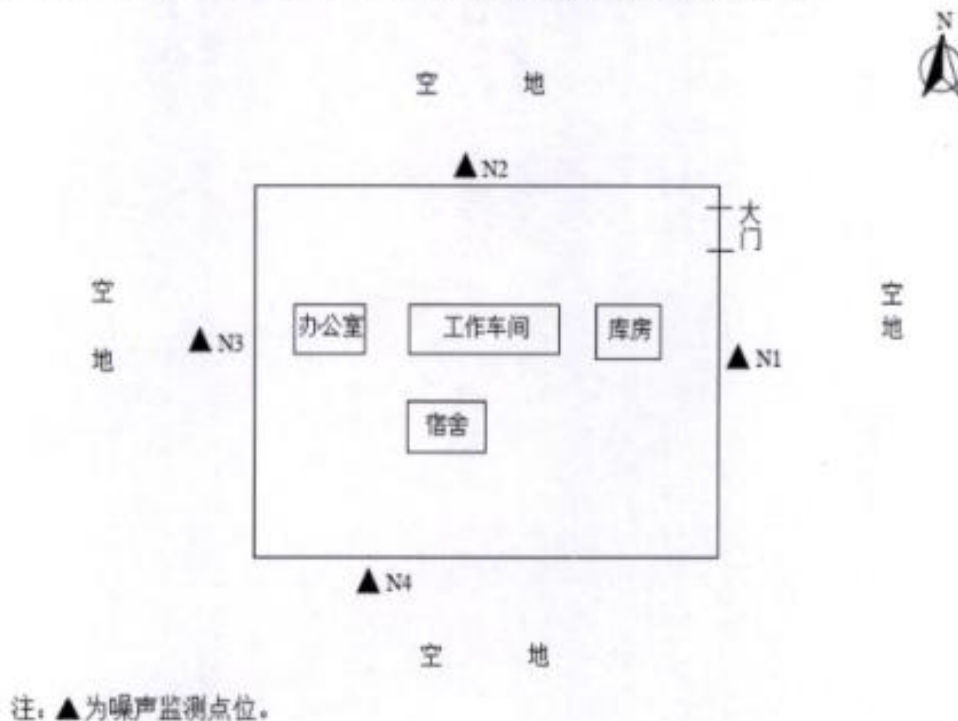 N
空 地
▲N2
大门
空地
空地
办公室
工作车间
库房
▲N3
▲N1
宿舍
▲N4
空 地
注：▲为噪声监测点位。